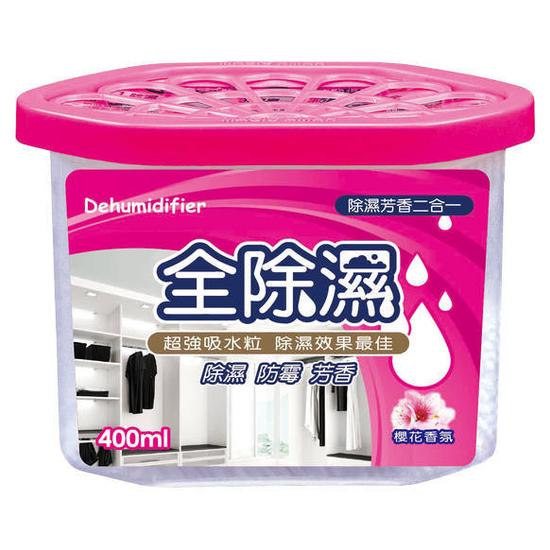 Dehumidifier
除濕芳香二合一
全除濕
超強吸水粒 除濕效果最佳
除濕 防霉 芳香
400ml
櫻花香氛